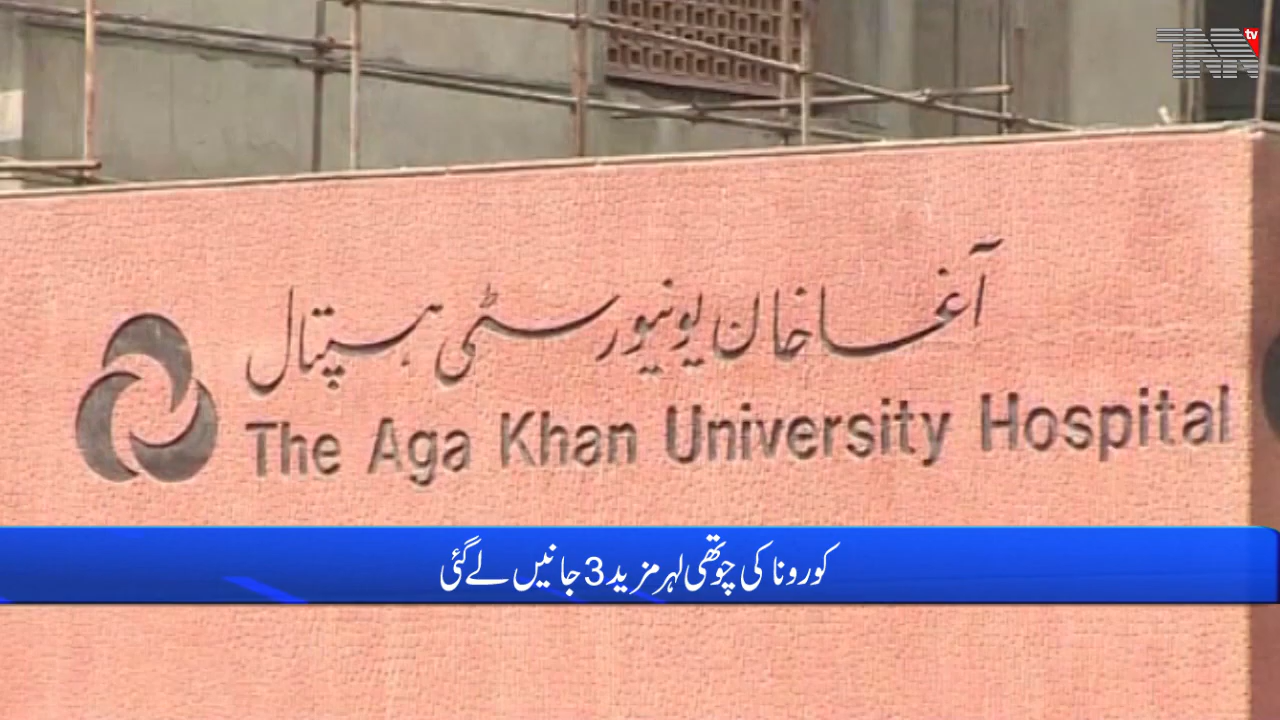 TNN tv
آغا خان یونیورسٹی ہسپتال
The Aga Khan University Hospital
کورونا کی چوتھی لہر مزید 3 جانیں لے گئی